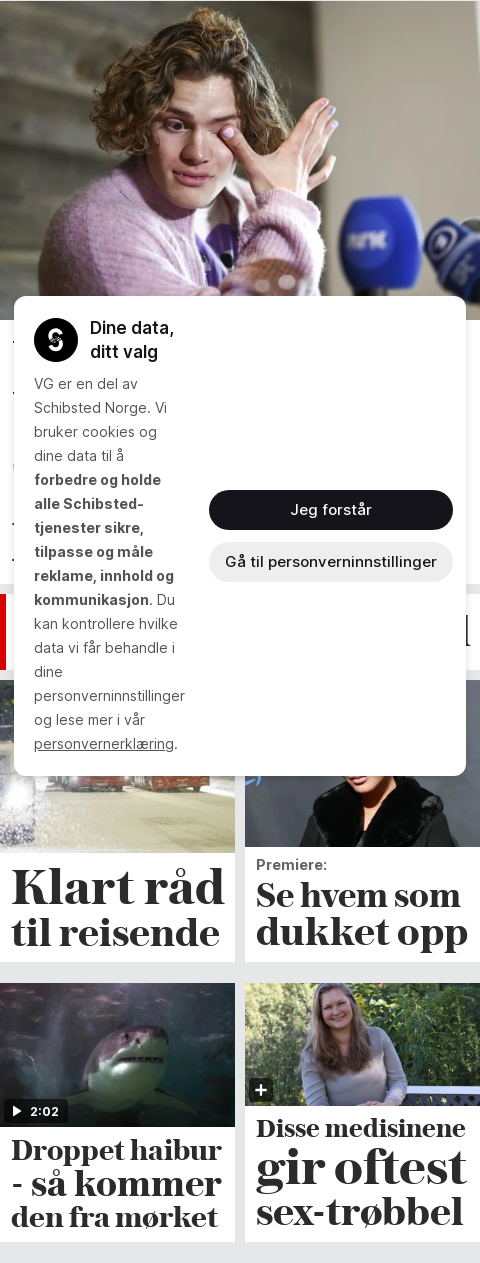 nrk
Dine data,
ditt valg
VG er en del av
Schibsted Norge. Vi
bruker cookies og
dine data til å
forbedre og holde
alle Schibsted-
tjenester sikre,
tilpasse og måle
reklame, innhold og
kommunikasjon. Du
kan kontrollere hvilke
data vi får behandle i
dine
personverninnstillinger
og lese mer i vår
personvernerklæring.
Jeg forstår
Gå til personverninnstillinger
Klart råd
til reisende
Premiere:
Se hvem som
dukket opp
2:02
Droppet haibur
- så kommer
den fra mørket
Disse medisinene
gir oftest
sex-trøbbel